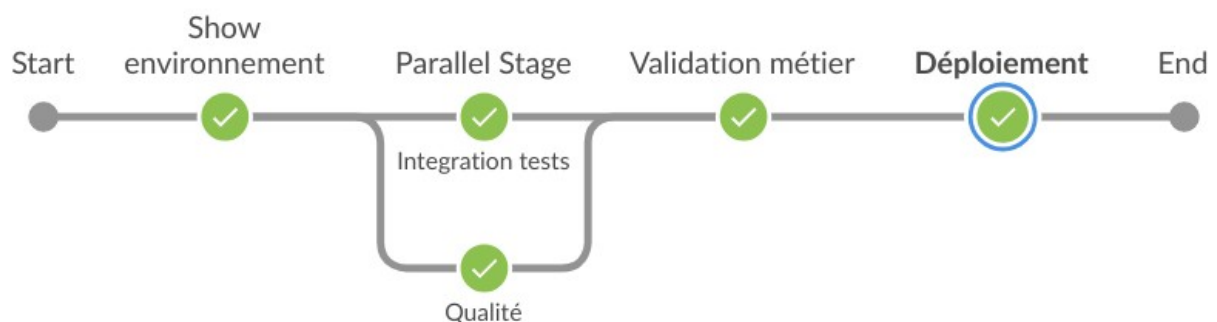 Start
Show
environnement
Parallel Stage
Validation métier
Déploiement
End
Integration tests
Qualité